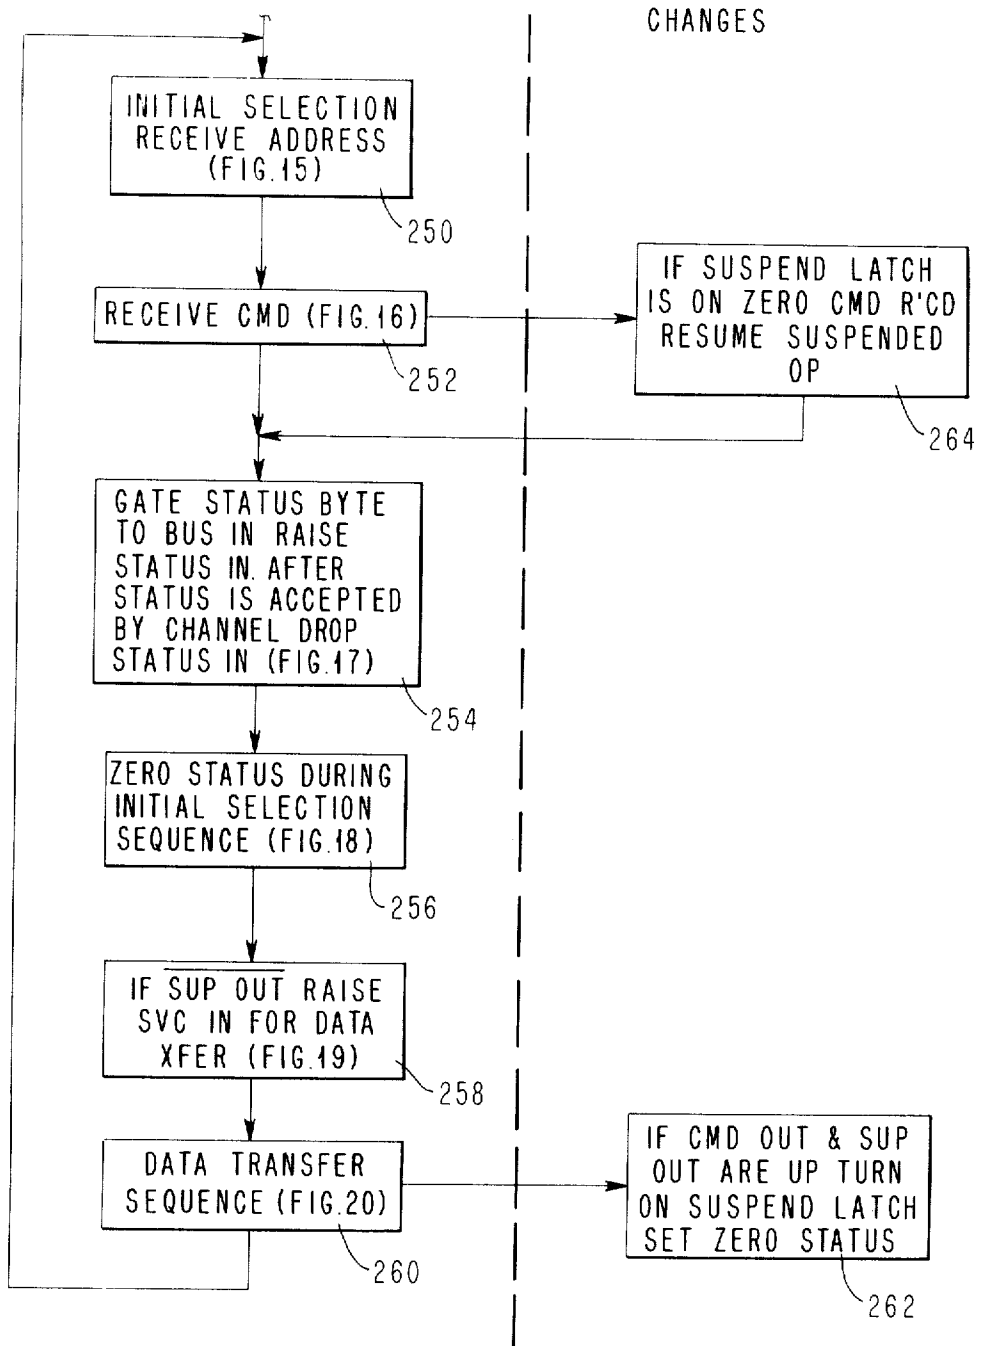 CHANGES
INITIAL SELECTION
RECEIVE ADDRESS
(FIG.15)
250
RECEIVE CMD (FIG.16)
252
IF SUSPEND LATCH
IS ON ZERO CMD R'CD
RESUME SUSPENDED
OP
264
GATE STATUS BYTE
TO BUS IN RAISE
STATUS IN. AFTER
STATUS IS ACCEPTED
BY CHANNEL DROP
STATUS IN (FIG.17)
254
ZERO STATUS DURING
INITIAL SELECTION
SEQUENCE (FIG.18)
256
IF SUP OUT RAISE
SVC IN FOR DATA
XFER (FIG.19)
258
DATA TRANSFER
SEQUENCE (FIG.20)
260
IF CMD OUT & SUP
OUT ARE UP TURN
ON SUSPEND LATCH
SET ZERO STATUS
262